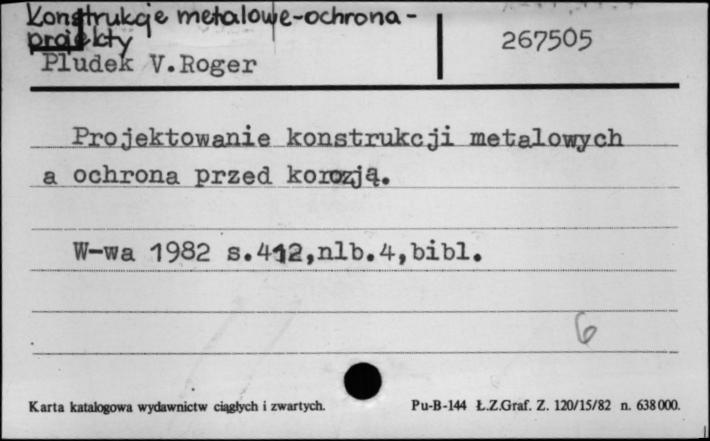 Konstrukcje metalowe-ochrona-
projekty
Pludek V.Roger
267505
Projektowanie konstrukcji metalowych
a ochrona przed korozją.
W-wa 1982 s.412,nlb.4,bibl.
6
Karta katalogowa wydawnictw ciągłych i zwartych.
Pu-B-144 Ł.Z.Graf. Z. 120/15/82 n. 638000.